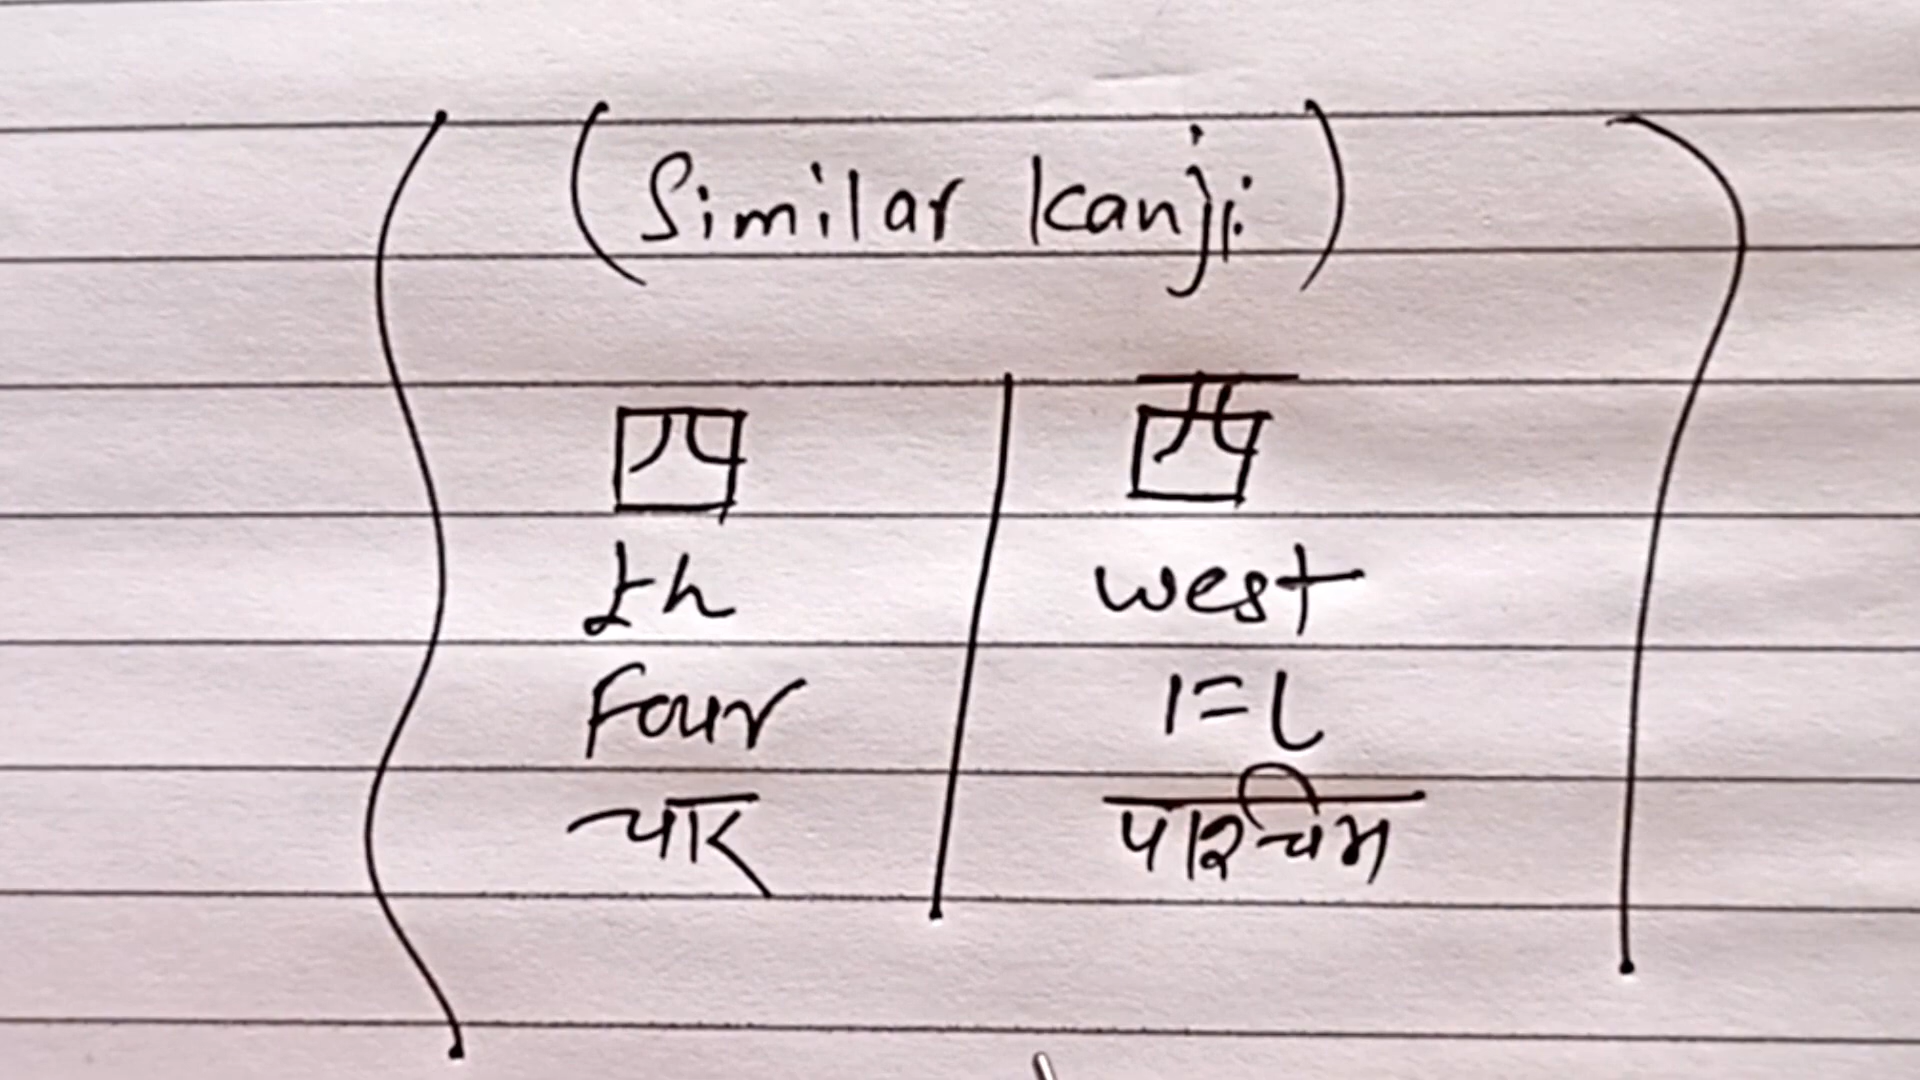 (Similar kanji)
四
よん
Four
चार
西
west
にし
पश्चिम